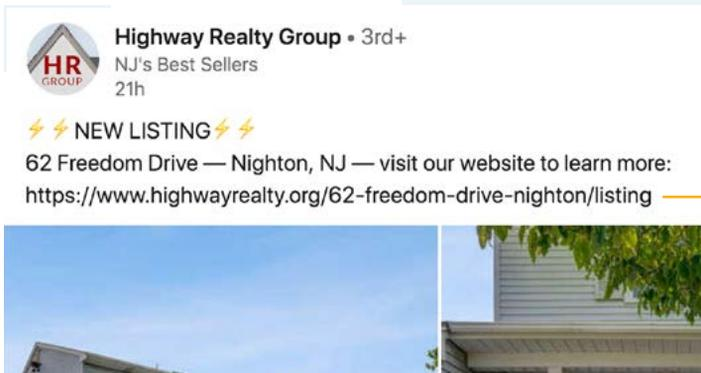 HR
GROUP
Highway Realty Group • 3rd+
NJ's Best Sellers
21h
⚡⚡NEW LISTING⚡⚡
62 Freedom Drive — Nighton, NJ — visit our website to learn more:
https://www.highwayrealty.org/62-freedom-drive-nighton/listing